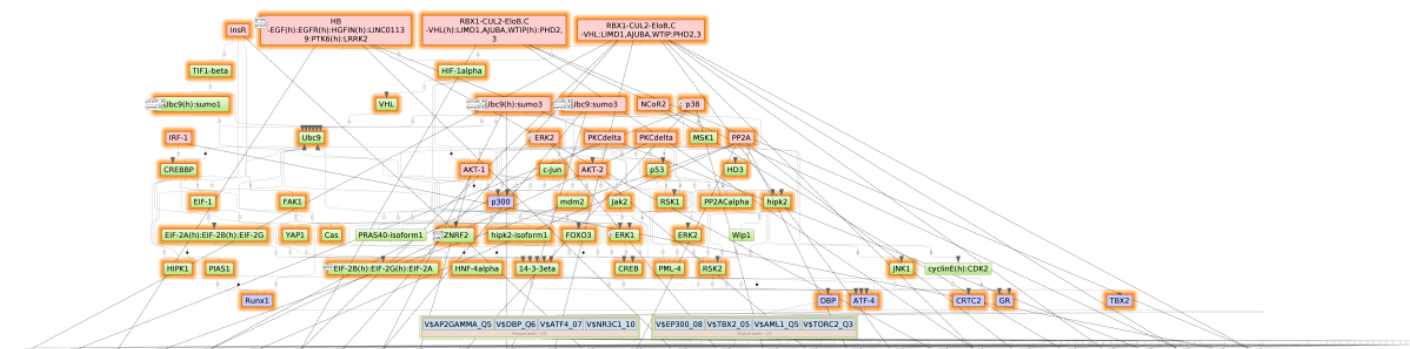 InsR
HB
-EGF(h):EGFR(h):HGFIN(h):LINC0113
9:PTK6(h):LRRK2
RBX1-CUL2-EloB,C
-VHL(h):LIMD1,AJUBA,WTIP(h):PHD2,
3
RBX1-CUL2-EloB,C
-VHL:LIMD1,AJUBA,WTIP:PHD2,3
TIF1-beta
HIF-1alpha
Ubc9(h):sumo1
VHL
Ubc9(h):sumo3
Ubc9:sumo3
NCoR2
p38
IRF-1
Ubc9
ERK2
PKCdelta
PKCdelta
MSK1
PP2A
CREBBP
AKT-1
c-Jun
AKT-2
p53
HD3
EIF-1
FAK1
p300
mdm2
Jak2
RSK1
PP2ACalpha
hipk2
EIF-2A(h):EIF-2B(h):EIF-2G
YAP1
Cas
PRAS40-isoform1
ZNRF2
hipk2-isoform1
FOXO3
ERK1
ERK2
Wip1
HIPK1
PIAS1
EIF-2B(h):EIF-2G(h):EIF-2A
HNF-4alpha
14-3-3eta
CREB
PML-4
RSK2
JNK1
cyclinE(h):CDK2
Runx1
DBP
ATF-4
CRTC2
GR
TBX2
V$AP2GAMMA_Q5 V$DBP_Q6 V$ATF4_07 V$NR3C1_10
V$EP300_08 V$TBX2_05 V$AML1_Q5 V$TORC2_Q3